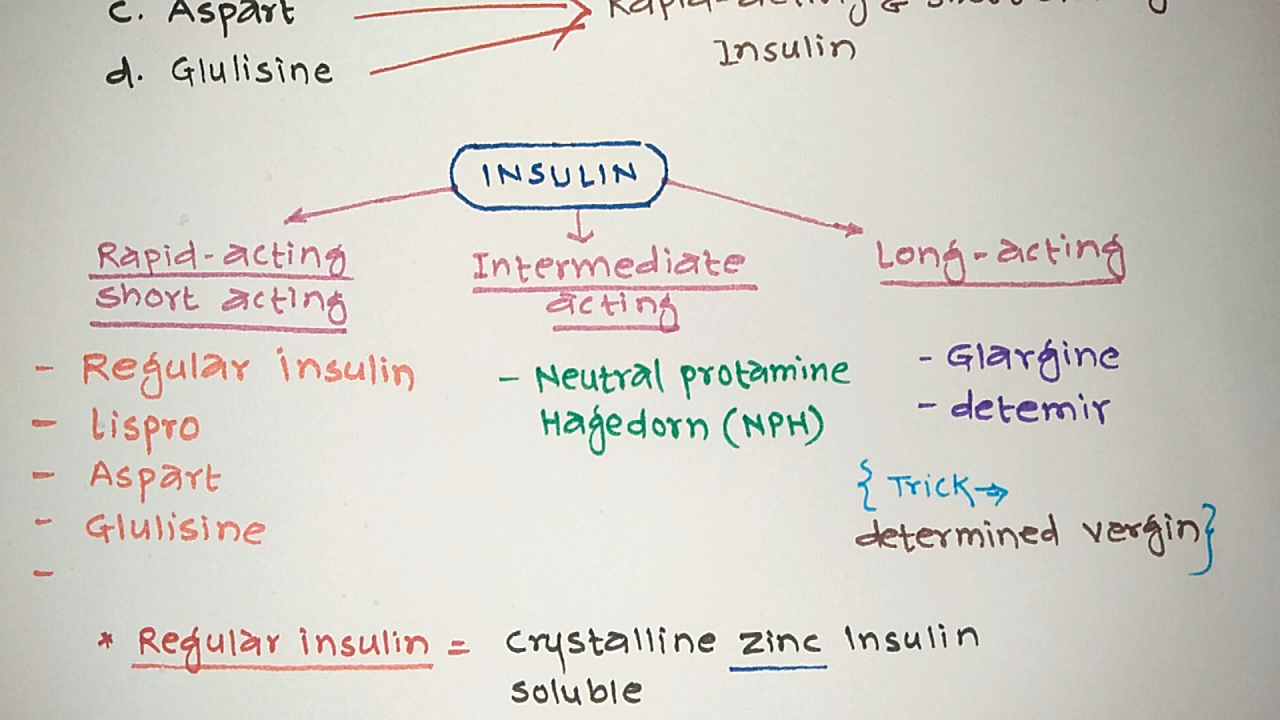 c. Aspart
d. Glulisine
Insulin
INSULIN
Rapid-acting
short acting
- Regular insulin
- lispro
- Aspart
- Glulisine
-
Intermediate
acting
- Neutral protamine
Hagedorn (NPH)
Long-acting
- Glargine
- detemir
{ Trick →
determined vergin }
* Regular insulin = crystalline zinc Insulin
soluble